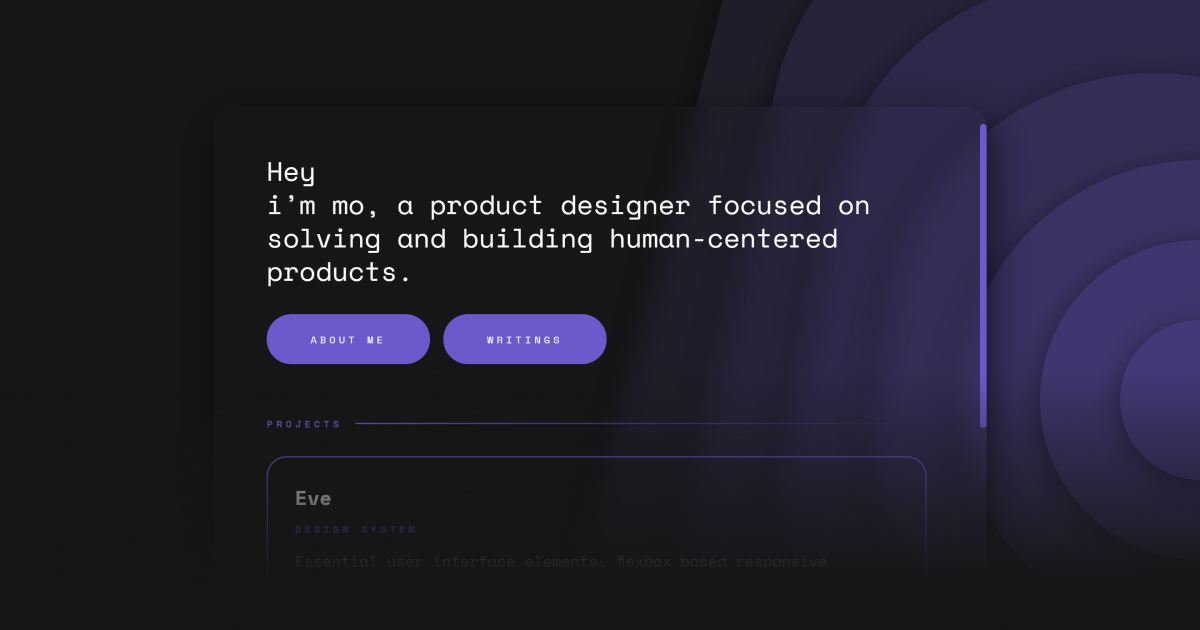 Hey
i’m mo, a product designer focused on
solving and building human-centered
products.
ABOUT ME
WRITINGS
PROJECTS
Eve
DESIGN SYSTEM
Essential user interface elements, flexbox based responsive